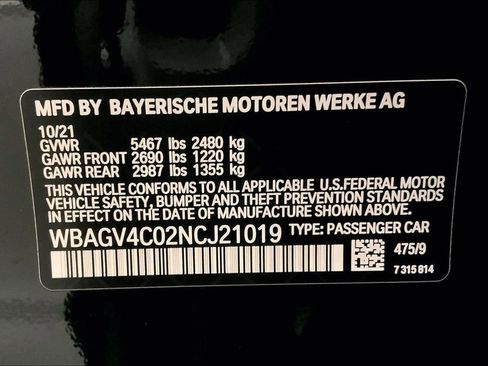 MFD BY BAYERISCHE MOTOREN WERKE AG
10/21
GVWR 5467 lbs 2480 kg
GAWR FRONT 2690 lbs 1220 kg
GAWR REAR 2987 lbs 1355 kg
THIS VEHICLE CONFORMS TO ALL APPLICABLE U.S.FEDERAL MOTOR
VEHICLE SAFETY, BUMPER AND THEFT PREVENTION STANDARDS
IN EFFECT ON THE DATE OF MANUFACTURE SHOWN ABOVE.
WBAGV4C02NCJ21019 TYPE: PASSENGER CAR
475/9
7 315 814